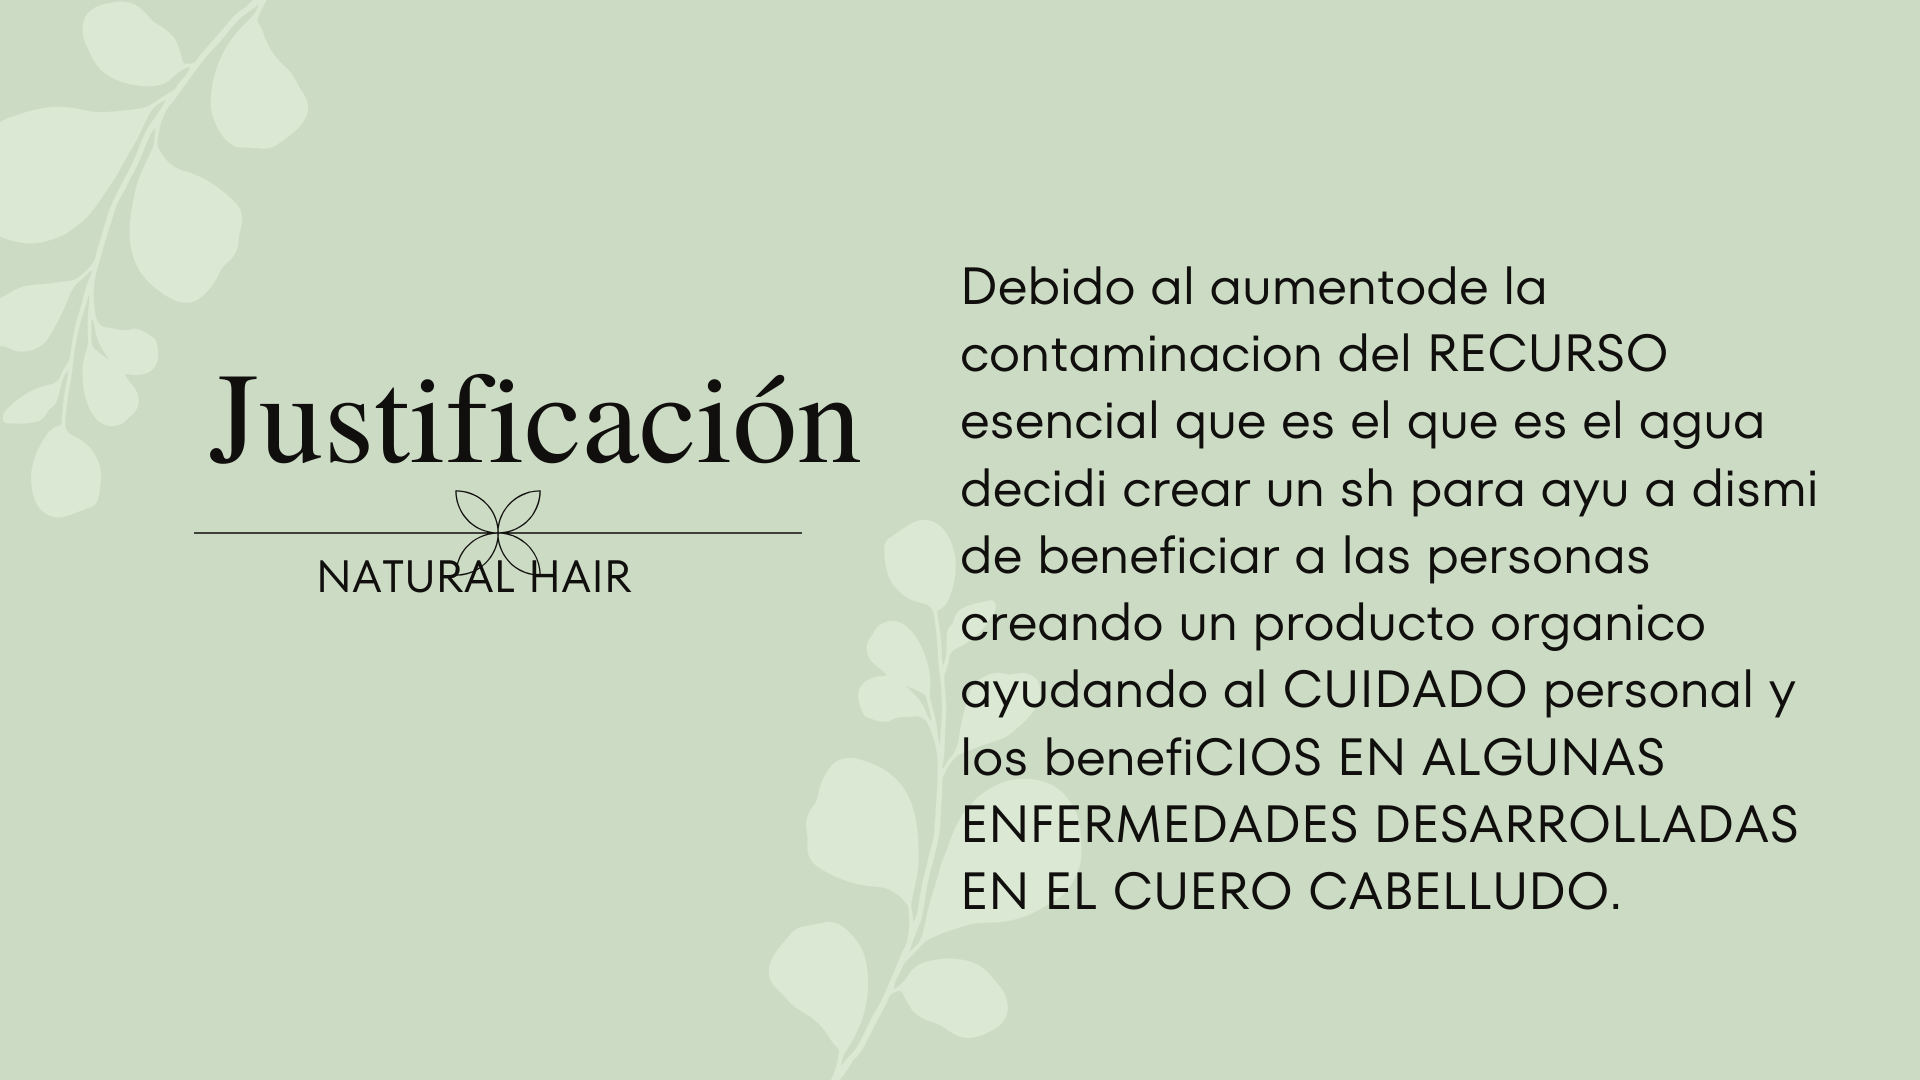 Justificación
NATURAL HAIR
Debido al aumentode la
contaminacion del RECURSO
esencial que es el que es el agua
decidi crear un sh para ayu a dismi
de beneficiar a las personas
creando un producto organico
ayudando al CUIDADO personal y
los benefiCIOS EN ALGUNAS
ENFERMEDADES DESARROLLADAS
EN EL CUERO CABELLUDO.